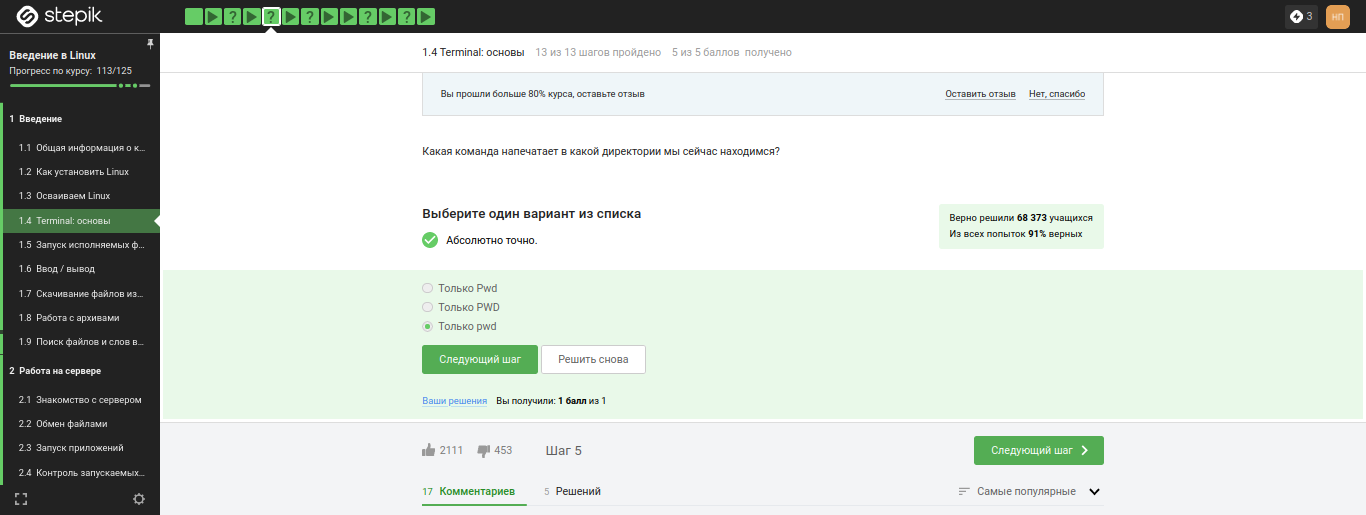 stepik
3
НП
Введение в Linux
Прогресс по курсу: 113/125
1 Введение
1.1 Общая информация о к...
1.2 Как установить Linux
1.3 Осваиваем Linux
1.4 Terminal: основы
1.5 Запуск исполняемых ф...
1.6 Ввод / вывод
1.7 Скачивание файлов из...
1.8 Работа с архивами
1.9 Поиск файлов и слов в...
2 Работа на сервере
2.1 Знакомство с сервером
2.2 Обмен файлами
2.3 Запуск приложений
2.4 Контроль запускаемых...
1.4 Terminal: основы 13 из 13 шагов пройдено 5 из 5 баллов получено
Вы прошли больше 80% курса, оставьте отзыв Оставить отзыв Нет, спасибо
Какая команда напечатает в какой директории мы сейчас находимся?
Выберите один вариант из списка
Абсолютно точно.
Верно решили 68 373 учащихся
Из всех попыток 91% верных
Только Pwd
Только PWD
Только pwd
Следующий шаг Решить снова
Ваши решения Вы получили: 1 балл из 1
2111 453 Шаг 5 Следующий шаг
17 Комментариев 5 Решений Самые популярные